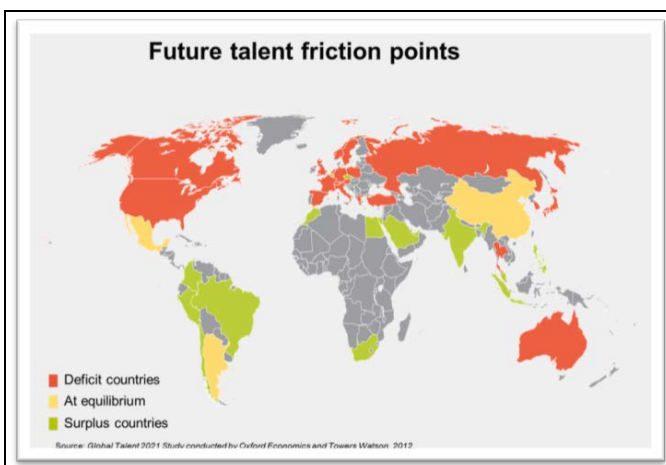 Future talent friction points
Deficit countries
At equilibrium
Surplus countries
Source: Global Talent 2021 Study conducted by Oxford Economics and Towers Watson, 2012